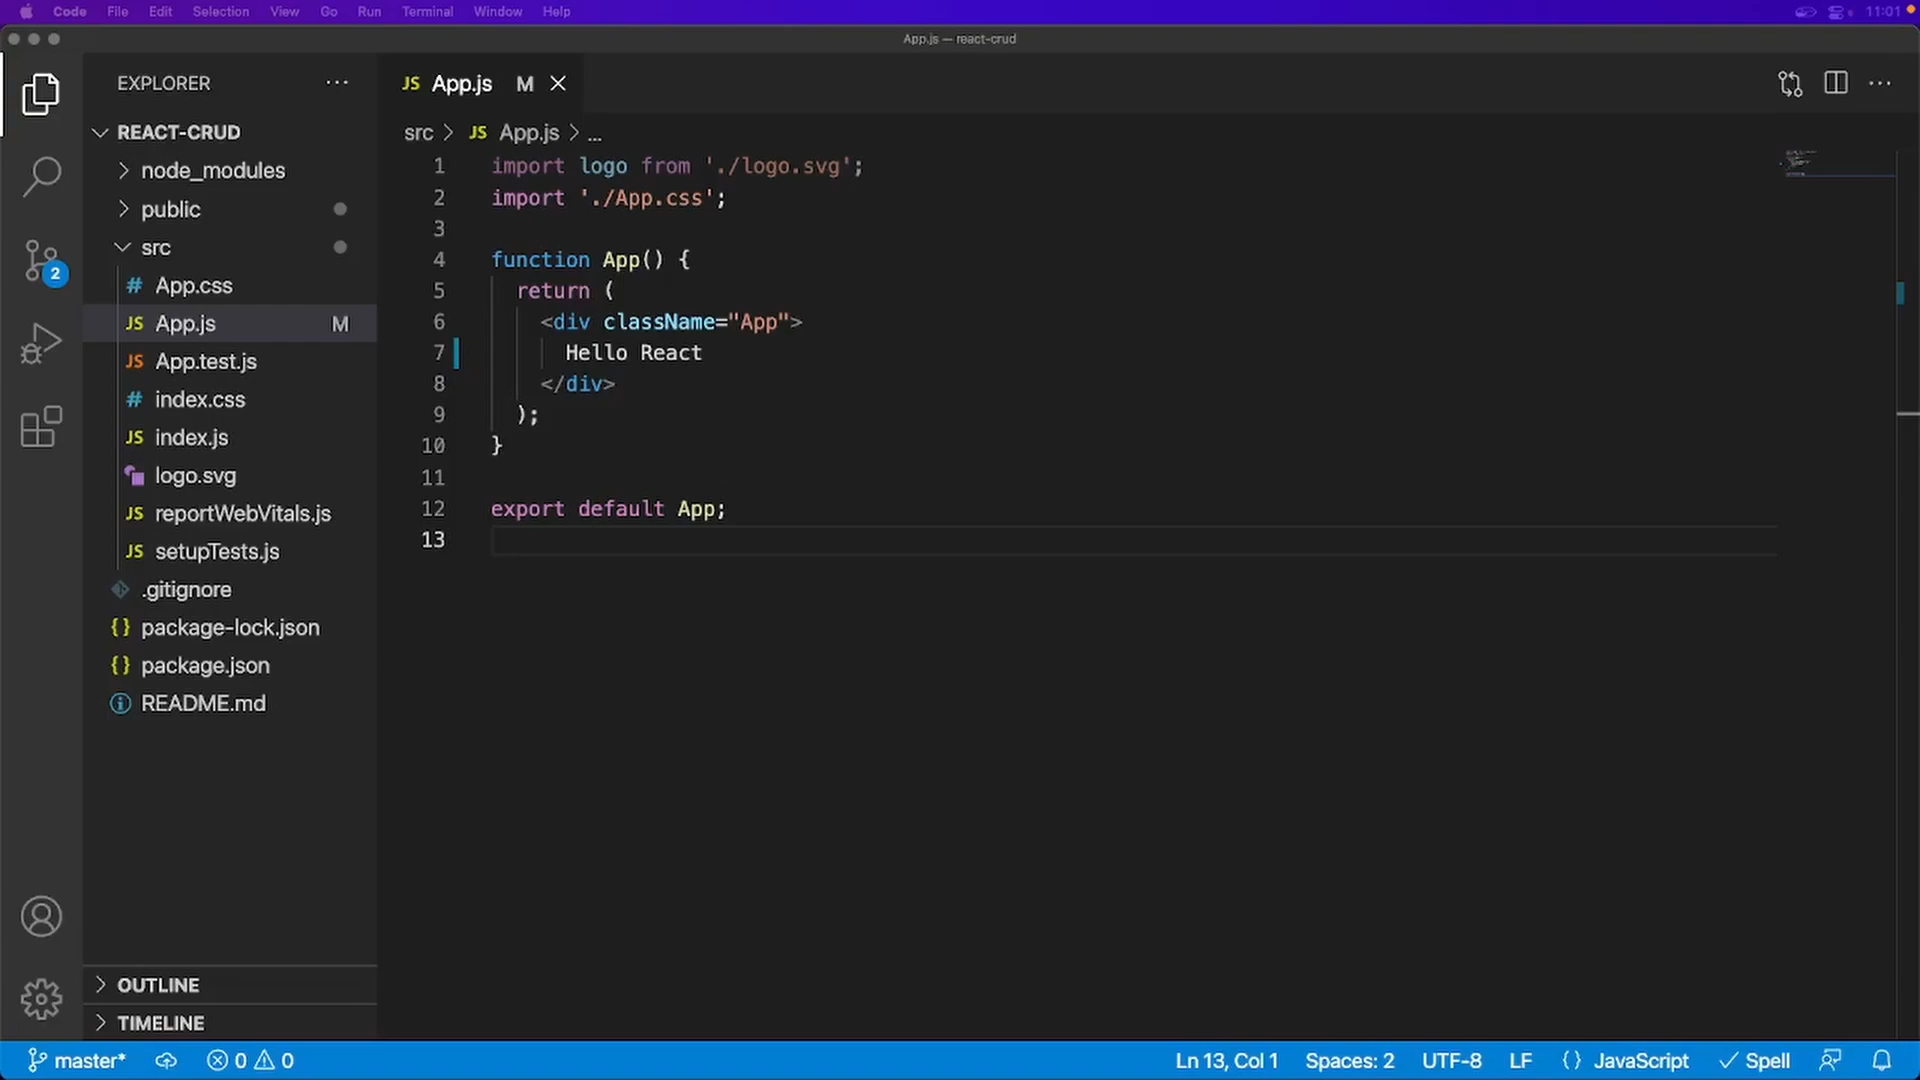 Code File Edit Selection View Go Run Terminal Window Help 11:01
App.js — react-crud
EXPLORER
REACT-CRUD
node_modules
public
src
# App.css
JS App.js M
JS App.test.js
# index.css
JS index.js
logo.svg
JS reportWebVitals.js
JS setupTests.js
.gitignore
{} package-lock.json
{} package.json
README.md
OUTLINE
TIMELINE
2
JS App.js M
src > JS App.js > ...
1 import logo from './logo.svg';
2 import './App.css';
3
4 function App() {
5 return (
6 <div className="App">
7 Hello React
8 </div>
9 );
10 }
11
12 export default App;
13
master* 0 0 Ln 13, Col 1 Spaces: 2 UTF-8 LF {} JavaScript Spell